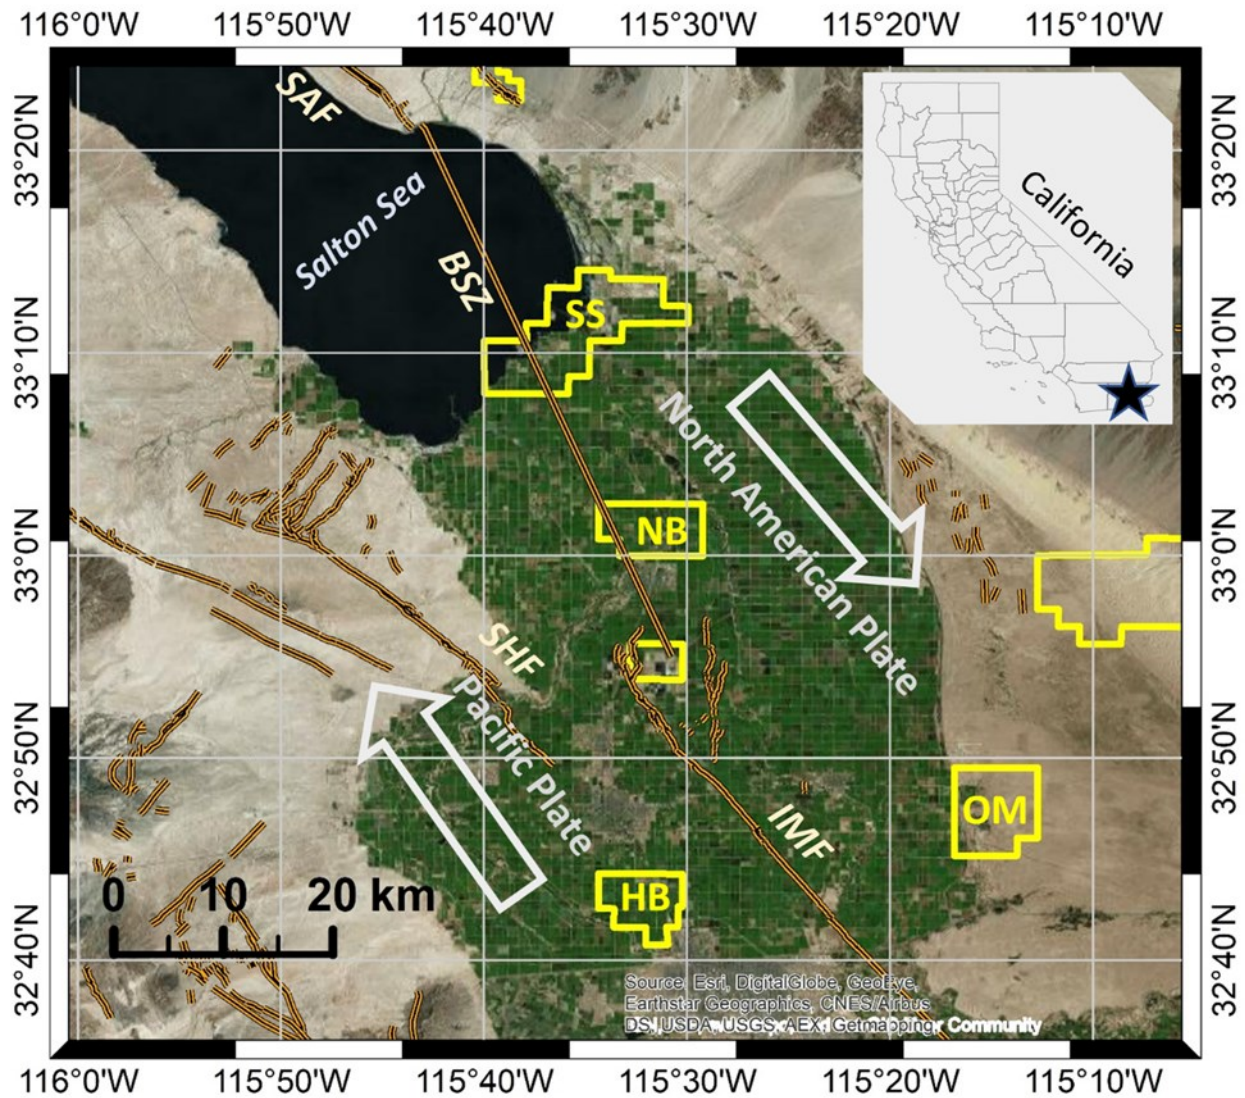 116°0'W 115°50'W 115°40'W 115°30'W 115°20'W 115°10'W
33°20'N
33°10'N
33°0'N
32°50'N
32°40'N
33°20'N
33°10'N
33°0'N
32°50'N
32°40'N
SAF
Salton Sea
BSZ
SS
California
North American Plate
NB
SHF
Pacific Plate
IMF
OM
HB
0 10 20 km
Source: Esri, DigitalGlobe, GeoEye,
Earthstar Geographics, CNES/Airbus
USDA, USGS, AEX, Getmapping, Community
116°0'W 115°50'W 115°40'W 115°30'W 115°20'W 115°10'W